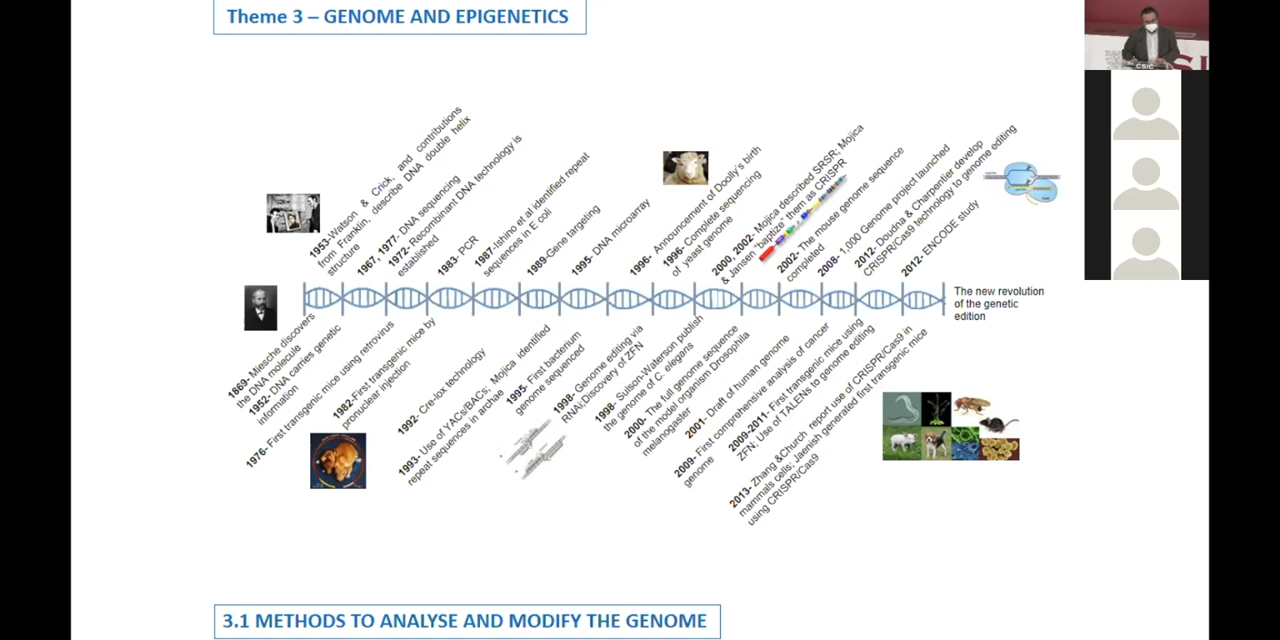 Theme 3 – GENOME AND EPIGENETICS
CSIC
1953-Watson & Crick, and contributions
from Franklin, describe DNA double helix
structure
1967, 1977- DNA sequencing
1972- Recombinant DNA technology is
established
1983- PCR
1987-Ishino et al identified repeat
sequences in E coli
1989-Gene targeting
1995- DNA microarray
1996- Announcement of Doolly's birth
1996- Complete sequencing
of yeast genome
2000, 2002- Mojica described SRSR; Mojica
& Jansen "baptize" them as CRISPR
2002- The mouse genome sequence
completed
2008- 1,000 Genome project launched
2012- Doudna & Charpentier develop
CRISPR/Cas9 technology to genome editing
2012- ENCODE study
The new revolution
of the genetic
edition
1869- Miesche discovers
the DNA molecule
1952- DNA carries genetic
information
1976- First transgenic mice using retrovirus
1982-First transgenic mice by
pronuclear injection
1992- Cre-lox technology
1993- Use of YACs/BACs; Mojica identified
repeat sequences in archae
1995- First bacterium
genome sequenced
1998- Genome editing via
RNAi;Discovery of ZFN
1998- Sulson-Waterson publish
the genome of C. elegans
2000- The full genome sequence
of the model organism Drosophila
melanogaster
2001- Draft of human genome
2009- First comprehensive analysis of cancer
genome
2009-2011- First transgenic mice using
ZFN; Use of TALENs to genome editing
2013- Zhang &Church report use of CRISPR/Cas9 in
mammals cells; Jaenish generated first transgenic mice
using CRISPR/Cas9
3.1 METHODS TO ANALYSE AND MODIFY THE GENOME